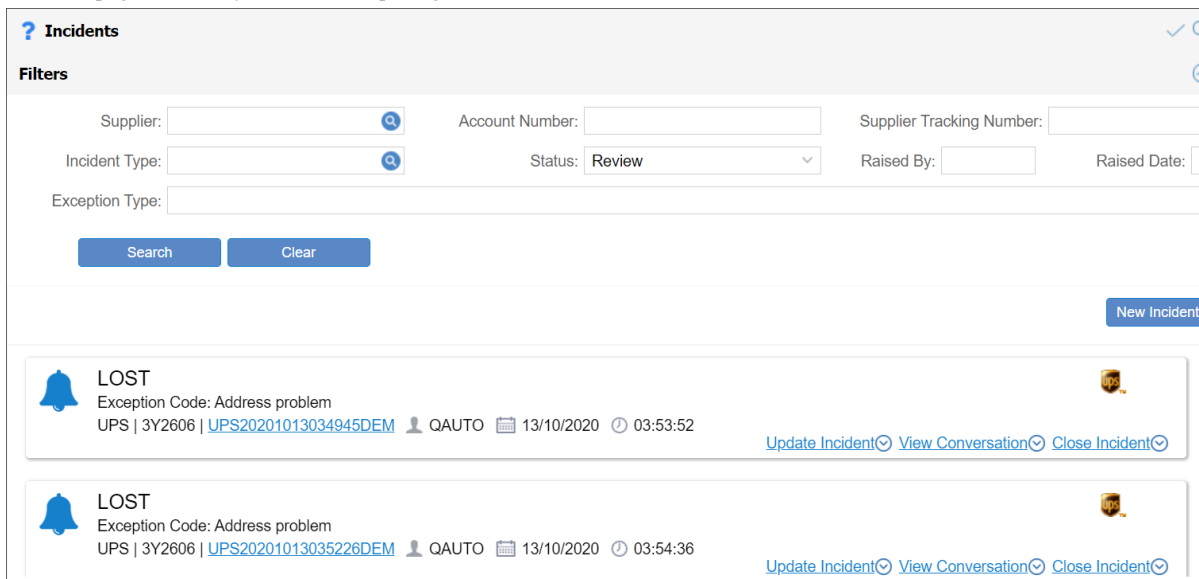 ? Incidents
Filters
Supplier: Account Number: Supplier Tracking Number:
Incident Type: Status: Review Raised By: Raised Date:
Exception Type:
Search Clear
New Incident
LOST
ups
Exception Code: Address problem
UPS | 3Y2606 | UPS20201013034945DEM QAUTO 13/10/2020 03:53:52
Update Incident View Conversation Close Incident
LOST
ups
Exception Code: Address problem
UPS | 3Y2606 | UPS20201013035226DEM QAUTO 13/10/2020 03:54:36
Update Incident View Conversation Close Incident